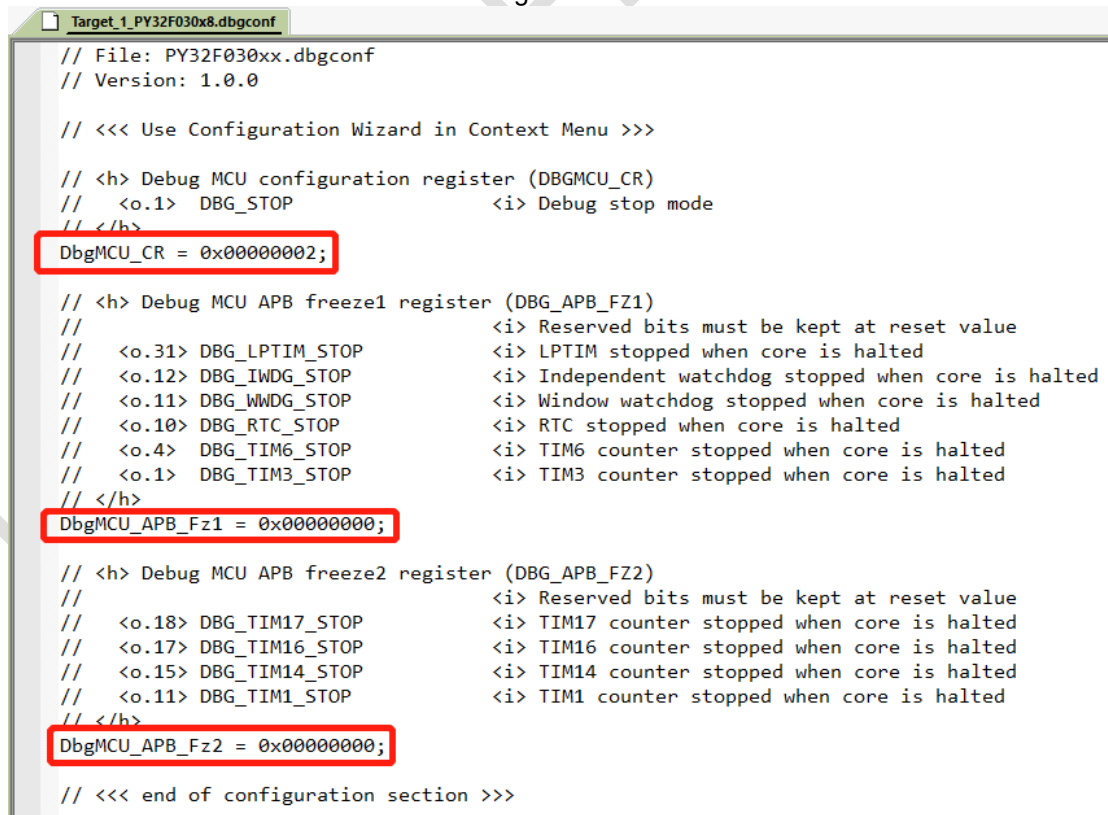 Target_1_PY32F030x8.dbgconf
// File: PY32F030xx.dbgconf
// Version: 1.0.0
// <<< Use Configuration Wizard in Context Menu >>>
// <h> Debug MCU configuration register (DBGMCU_CR)
//   <o.1>  DBG_STOP                 <i> Debug stop mode
// </h>
DbgMCU_CR = 0x00000002;
// <h> Debug MCU APB freeze1 register (DBG_APB_FZ1)
//                                 <i> Reserved bits must be kept at reset value
//   <o.31> DBG_LPTIM_STOP           <i> LPTIM stopped when core is halted
//   <o.12> DBG_IWDG_STOP            <i> Independent watchdog stopped when core is halted
//   <o.11> DBG_WWDG_STOP            <i> Window watchdog stopped when core is halted
//   <o.10> DBG_RTC_STOP             <i> RTC stopped when core is halted
//   <o.4>  DBG_TIM6_STOP            <i> TIM6 counter stopped when core is halted
//   <o.1>  DBG_TIM3_STOP            <i> TIM3 counter stopped when core is halted
// </h>
DbgMCU_APB_Fz1 = 0x00000000;
// <h> Debug MCU APB freeze2 register (DBG_APB_FZ2)
//                                 <i> Reserved bits must be kept at reset value
//   <o.18> DBG_TIM17_STOP           <i> TIM17 counter stopped when core is halted
//   <o.17> DBG_TIM16_STOP           <i> TIM16 counter stopped when core is halted
//   <o.15> DBG_TIM14_STOP           <i> TIM14 counter stopped when core is halted
//   <o.11> DBG_TIM1_STOP            <i> TIM1 counter stopped when core is halted
// </h>
DbgMCU_APB_Fz2 = 0x00000000;
// <<< end of configuration section >>>